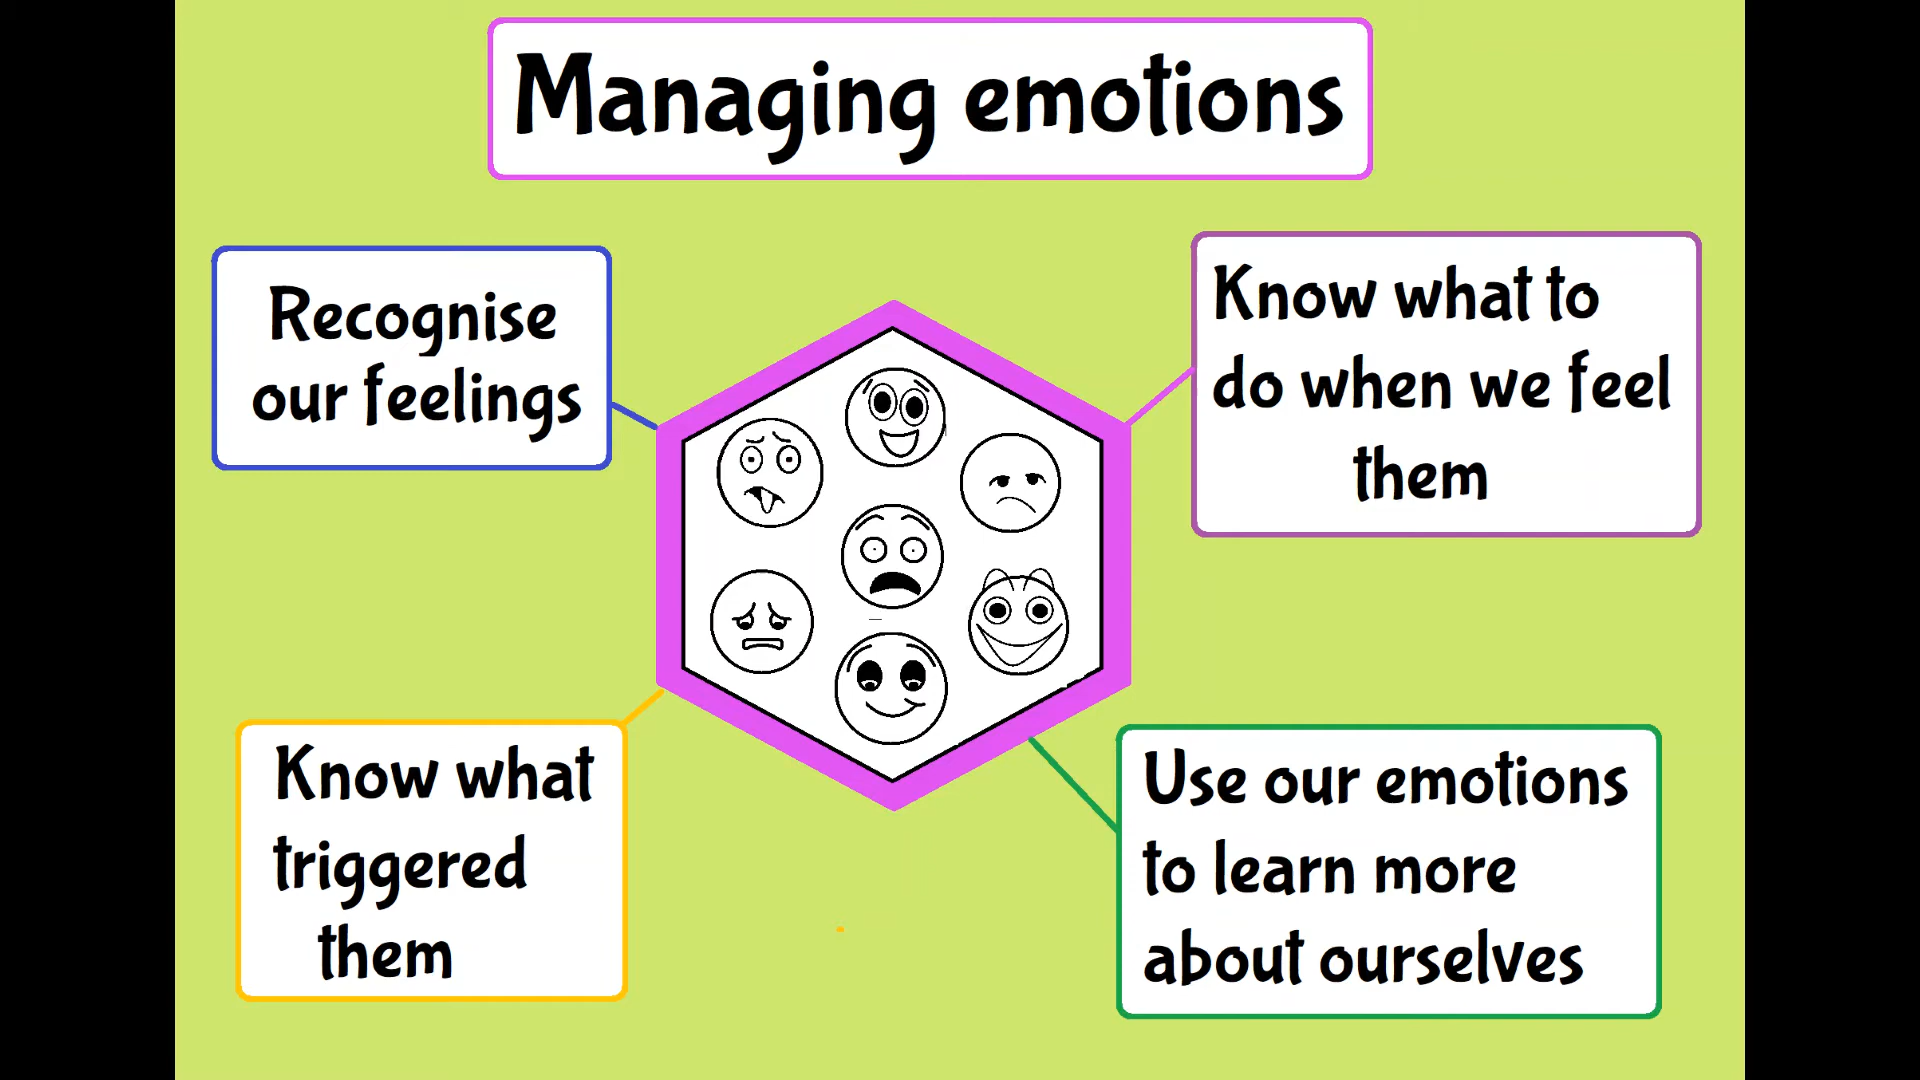 Managing emotions
Recognise
our feelings
Know what to
do when we feel
them
Know what
triggered
them
Use our emotions
to learn more
about ourselves